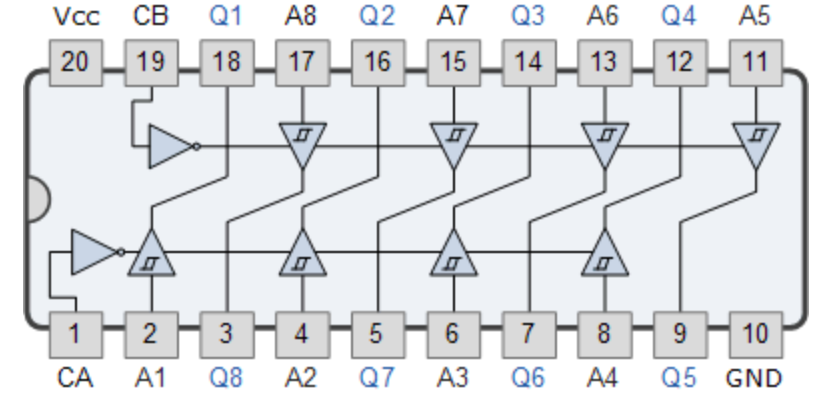 Vcc CB Q1 A8 Q2 A7 Q3 A6 Q4 A5
20 19 18 17 16 15 14 13 12 11
1 2 3 4 5 6 7 8 9 10
CA A1 Q8 A2 Q7 A3 Q6 A4 Q5 GND